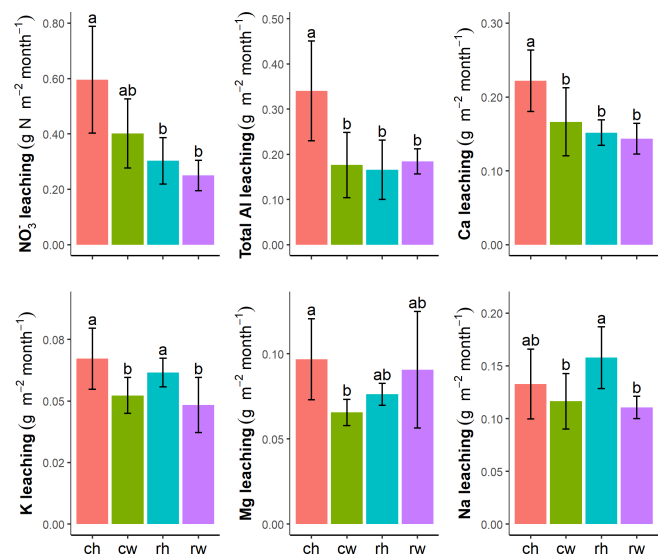 NO₃⁻ leaching (g N m⁻² month⁻¹)
0.80
0.60
0.40
0.20
0.00
a
ab
b
b
Total Al leaching (g m⁻² month⁻¹)
0.50
0.40
0.30
0.20
0.10
0.00
a
b
b
b
Ca leaching (g m⁻² month⁻¹)
0.30
0.20
0.10
0.00
a
b
b
b
K leaching (g m⁻² month⁻¹)
0.08
0.05
0.02
0.00
a
b
a
b
ch cw rh rw
Mg leaching (g m⁻² month⁻¹)
0.10
0.05
0.00
a
b
ab
ab
ch cw rh rw
Na leaching (g m⁻² month⁻¹)
0.20
0.15
0.10
0.05
0.00
ab
b
a
b
ch cw rh rw